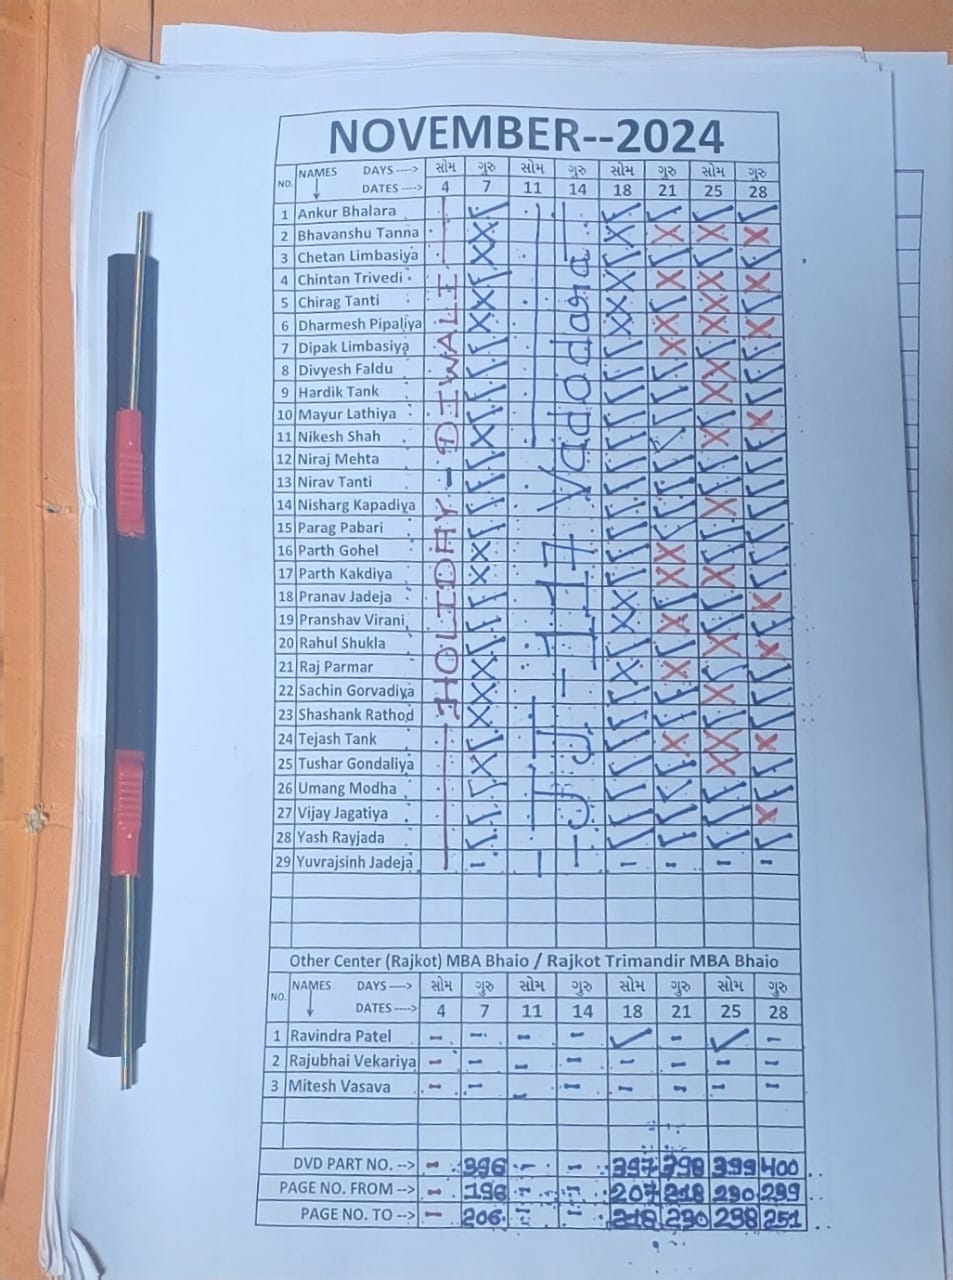 NOVEMBER--2024
NO. NAMES DAYS ----> સોમ ગુરુ સોમ ગુરુ સોમ ગુરુ સોમ ગુરુ
DATES ----> 4 7 11 14 18 21 25 28
1 Ankur Bhalara
2 Bhavanshu Tanna
3 Chetan Limbasiya
4 Chintan Trivedi
5 Chirag Tanti
6 Dharmesh Pipaliya
7 Dipak Limbasiya
8 Divyesh Faldu
9 Hardik Tank
10 Mayur Lathiya
11 Nikesh Shah
12 Niraj Mehta
13 Nirav Tanti
14 Nisharg Kapadiya
15 Parag Pabari
16 Parth Gohel
17 Parth Kakdiya
18 Pranav Jadeja
19 Pranshav Virani
20 Rahul Shukla
21 Raj Parmar
22 Sachin Gorvadiya
23 Shashank Rathod
24 Tejash Tank
25 Tushar Gondaliya
26 Umang Modha
27 Vijay Jagatiya
28 Yash Rayjada
29 Yuvrajsinh Jadeja - - - - -
HOLIDAY - DIWALI
JJ-117 Vadodara
Other Center (Rajkot) MBA Bhaio / Rajkot Trimandir MBA Bhaio
NO. NAMES DAYS ----> સોમ ગુરુ સોમ ગુરુ સોમ ગુરુ સોમ ગુરુ
DATES ----> 4 7 11 14 18 21 25 28
1 Ravindra Patel - - - - ✓ - ✓ -
2 Rajubhai Vekariya - - - - - - - -
3 Mitesh Vasava - - - - - - - -
DVD PART NO. --> - 396 - - 397 398 399 400
PAGE NO. FROM --> - 196 - - 207 218 290 299
PAGE NO. TO --> - 206 - - 218 290 298 251